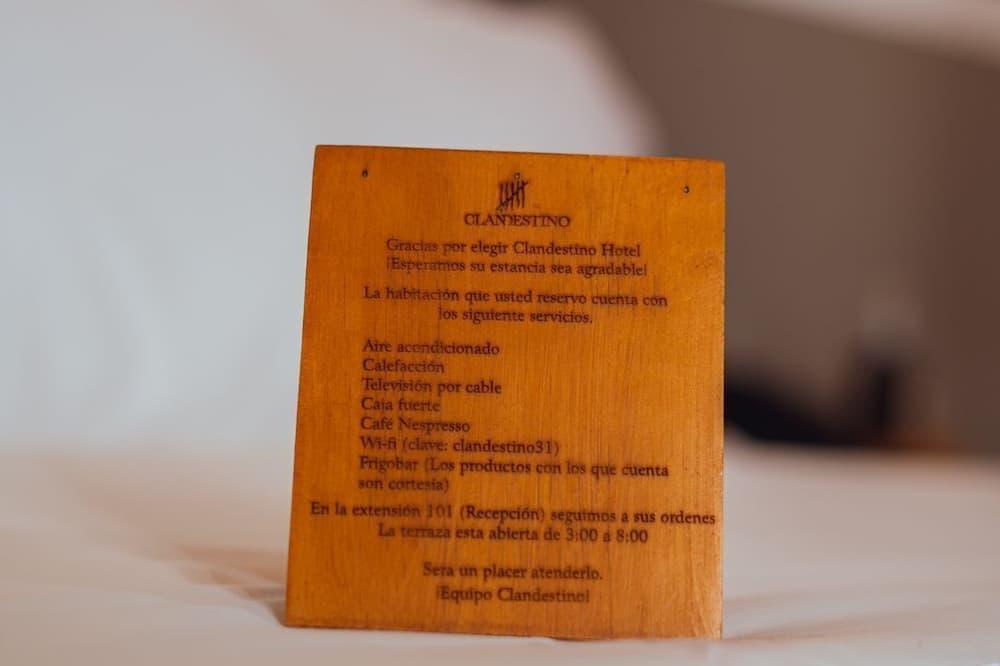 CLANDESTINO
Gracias por elegir Clandestino Hotel
¡Esperamos su estancia sea agradable!
La habitación que usted reservo cuenta con
los siguiente servicios.
Aire acondicionado
Calefacción
Televisión por cable
Caja fuerte
Café Nespresso
Wi-fi (clave: clandestino31)
Frigobar (Los productos con los que cuenta
son cortesía)
En la extensión 101 (Recepción) seguimos a sus ordenes
La terraza esta abierta de 3:00 a 8:00
Sera un placer atenderlo.
¡Equipo Clandestino!